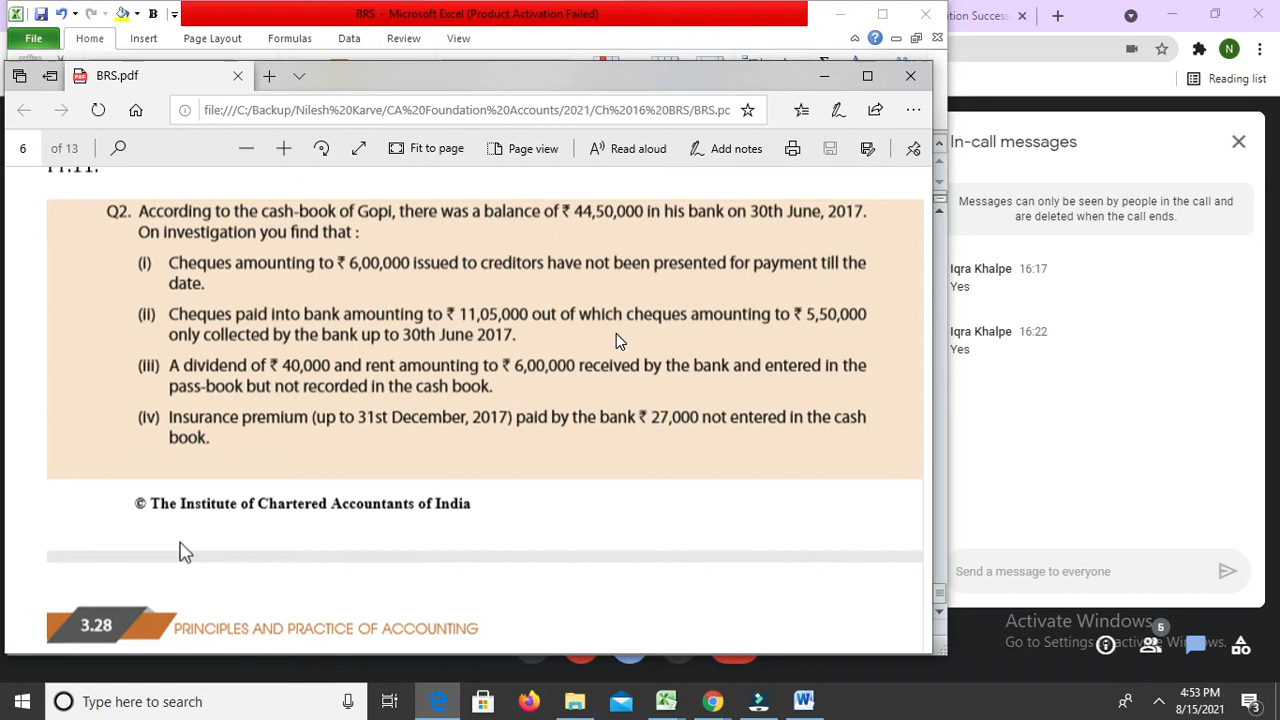 BRS - Microsoft Excel (Product Activation Failed)
File Home Insert Page Layout Formulas Data Review View
BRS.pdf
file:///C:/Backup/Nilesh%20Karve/CA%20Foundation%20Accounts/2021/Ch%2016%20BRS/BRS.pc
6 of 13 Fit to page Page view Read aloud Add notes
Q2. According to the cash-book of Gopi, there was a balance of ₹ 44,50,000 in his bank on 30th June, 2017.
On investigation you find that :
(i) Cheques amounting to ₹ 6,00,000 issued to creditors have not been presented for payment till the
date.
(ii) Cheques paid into bank amounting to ₹ 11,05,000 out of which cheques amounting to ₹ 5,50,000
only collected by the bank up to 30th June 2017.
(iii) A dividend of ₹ 40,000 and rent amounting to ₹ 6,00,000 received by the bank and entered in the
pass-book but not recorded in the cash book.
(iv) Insurance premium (up to 31st December, 2017) paid by the bank ₹ 27,000 not entered in the cash
book.
© The Institute of Chartered Accountants of India
3.28 PRINCIPLES AND PRACTICE OF ACCOUNTING
tion Success
N
Reading list
In-call messages
Messages can only be seen by people in the call and
are deleted when the call ends.
Iqra Khalpe 16:17
Yes
Iqra Khalpe 16:22
Yes
Send a message to everyone
Activate Windows
Go to Settings to activate Windows.
5
Type here to search
4:53 PM
8/15/2021
3